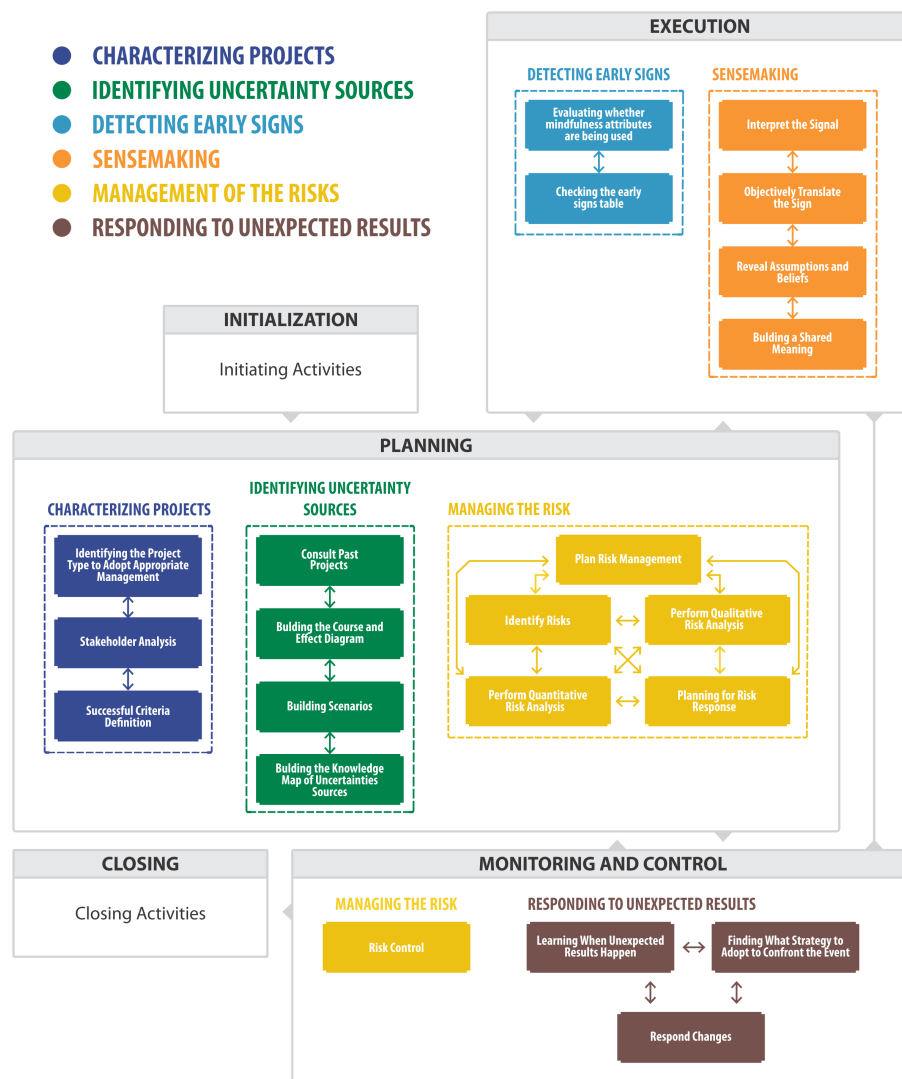 CHARACTERIZING PROJECTS
IDENTIFYING UNCERTAINTY SOURCES
DETECTING EARLY SIGNS
SENSEMAKING
MANAGEMENT OF THE RISKS
RESPONDING TO UNEXPECTED RESULTS
EXECUTION
DETECTING EARLY SIGNS
Evaluating whether
mindfulness attributes
are being used
Checking the early
signs table
SENSEMAKING
Interpret the Signal
Objectively Translate
the Sign
Reveal Assumptions and
Beliefs
Bulding a Shared
Meaning
INITIALIZATION
Initiating Activities
PLANNING
CHARACTERIZING PROJECTS
Identifying the Project
Type to Adopt Appropriate
Management
Stakeholder Analysis
Successful Criteria
Definition
IDENTIFYING UNCERTAINTY
SOURCES
Consult Past
Projects
Bulding the Course and
Effect Diagram
Building Scenarios
Bulding the Knowledge
Map of Uncertainties
Sources
MANAGING THE RISK
Plan Risk Management
Identify Risks
Perform Qualitative
Risk Analysis
Perform Quantitative
Risk Analysis
Planning for Risk
Response
CLOSING
Closing Activities
MONITORING AND CONTROL
MANAGING THE RISK
Risk Control
RESPONDING TO UNEXPECTED RESULTS
Learning When Unexpected
Results Happen
Finding What Strategy to
Adopt to Confront the Event
Respond Changes